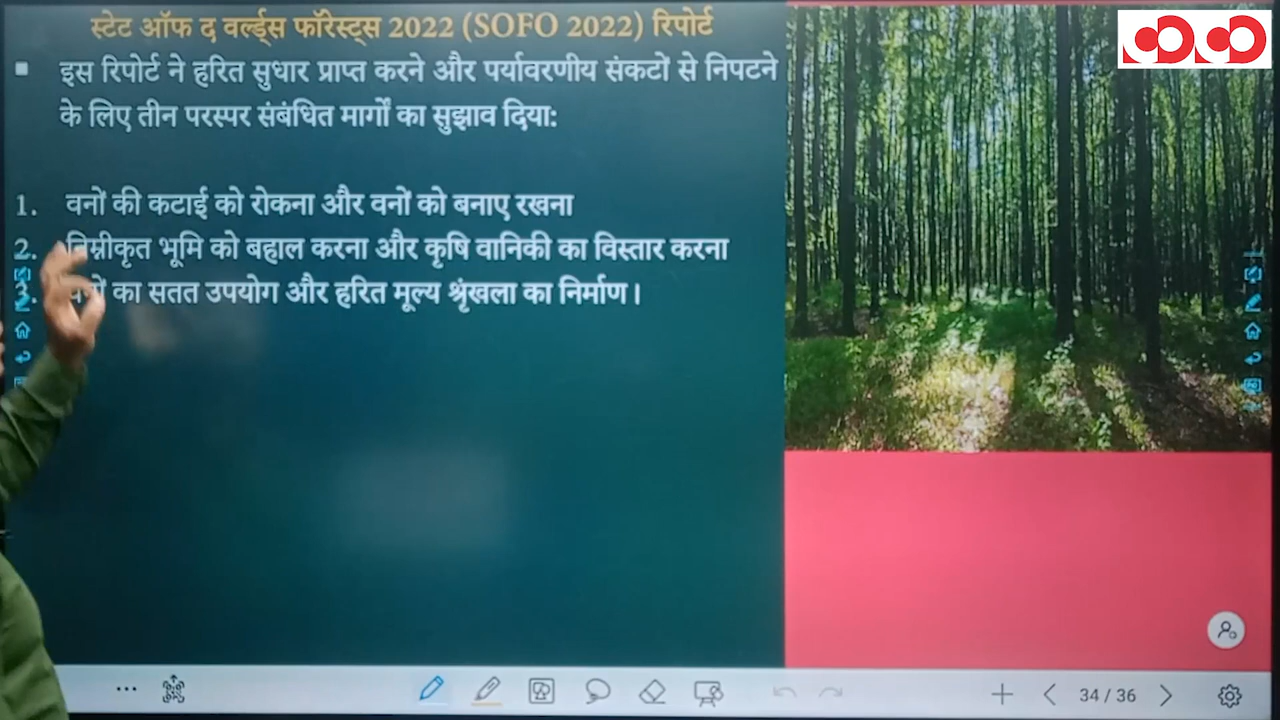 स्टेट ऑफ द वर्ल्ड्स फॉरेस्ट्स 2022 (SOFO 2022) रिपोर्ट
इस रिपोर्ट ने हरित सुधार प्राप्त करने और पर्यावरणीय संकटों से निपटने
के लिए तीन परस्पर संबंधित मार्गों का सुझाव दिया:
1. वनों की कटाई को रोकना और वनों को बनाए रखना
2. भूमि को बहाल करना और कृषि वानिकी का विस्तार करना
का सतत उपयोग और हरित मूल्य श्रृंखला का निर्माण।
34 / 36